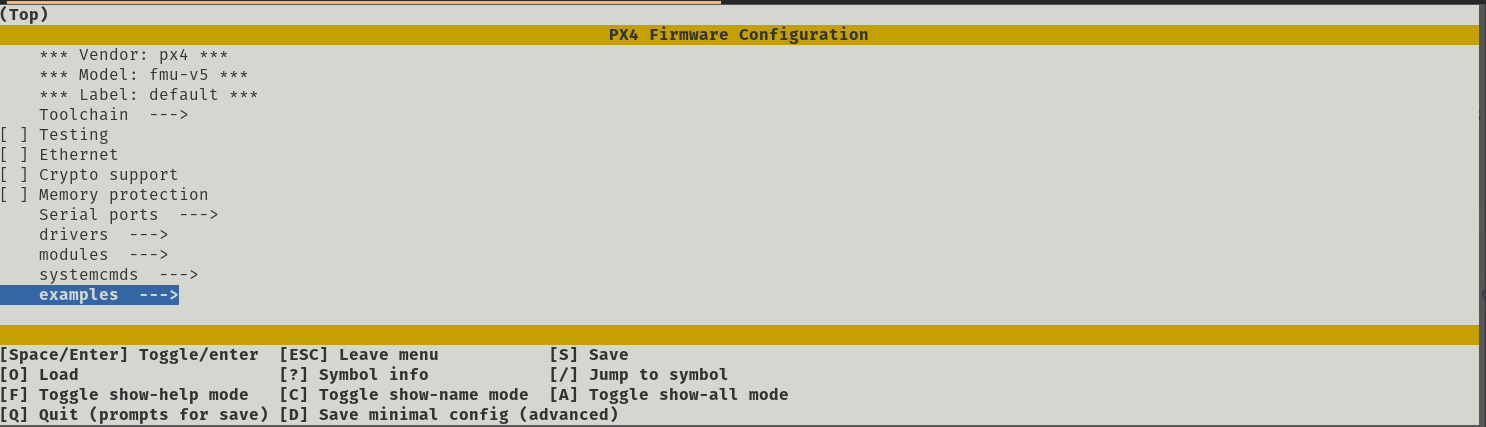 (Top)
PX4 Firmware Configuration
*** Vendor: px4 ***
*** Model: fmu-v5 ***
*** Label: default ***
Toolchain  --->
[ ] Testing
[ ] Ethernet
[ ] Crypto support
[ ] Memory protection
Serial ports  --->
drivers  --->
modules  --->
systemcmds  --->
examples  --->
[Space/Enter] Toggle/enter  [ESC] Leave menu           [S] Save
[O] Load                    [?] Symbol info            [/] Jump to symbol
[F] Toggle show-help mode   [C] Toggle show-name mode  [A] Toggle show-all mode
[Q] Quit (prompts for save) [D] Save minimal config (advanced)